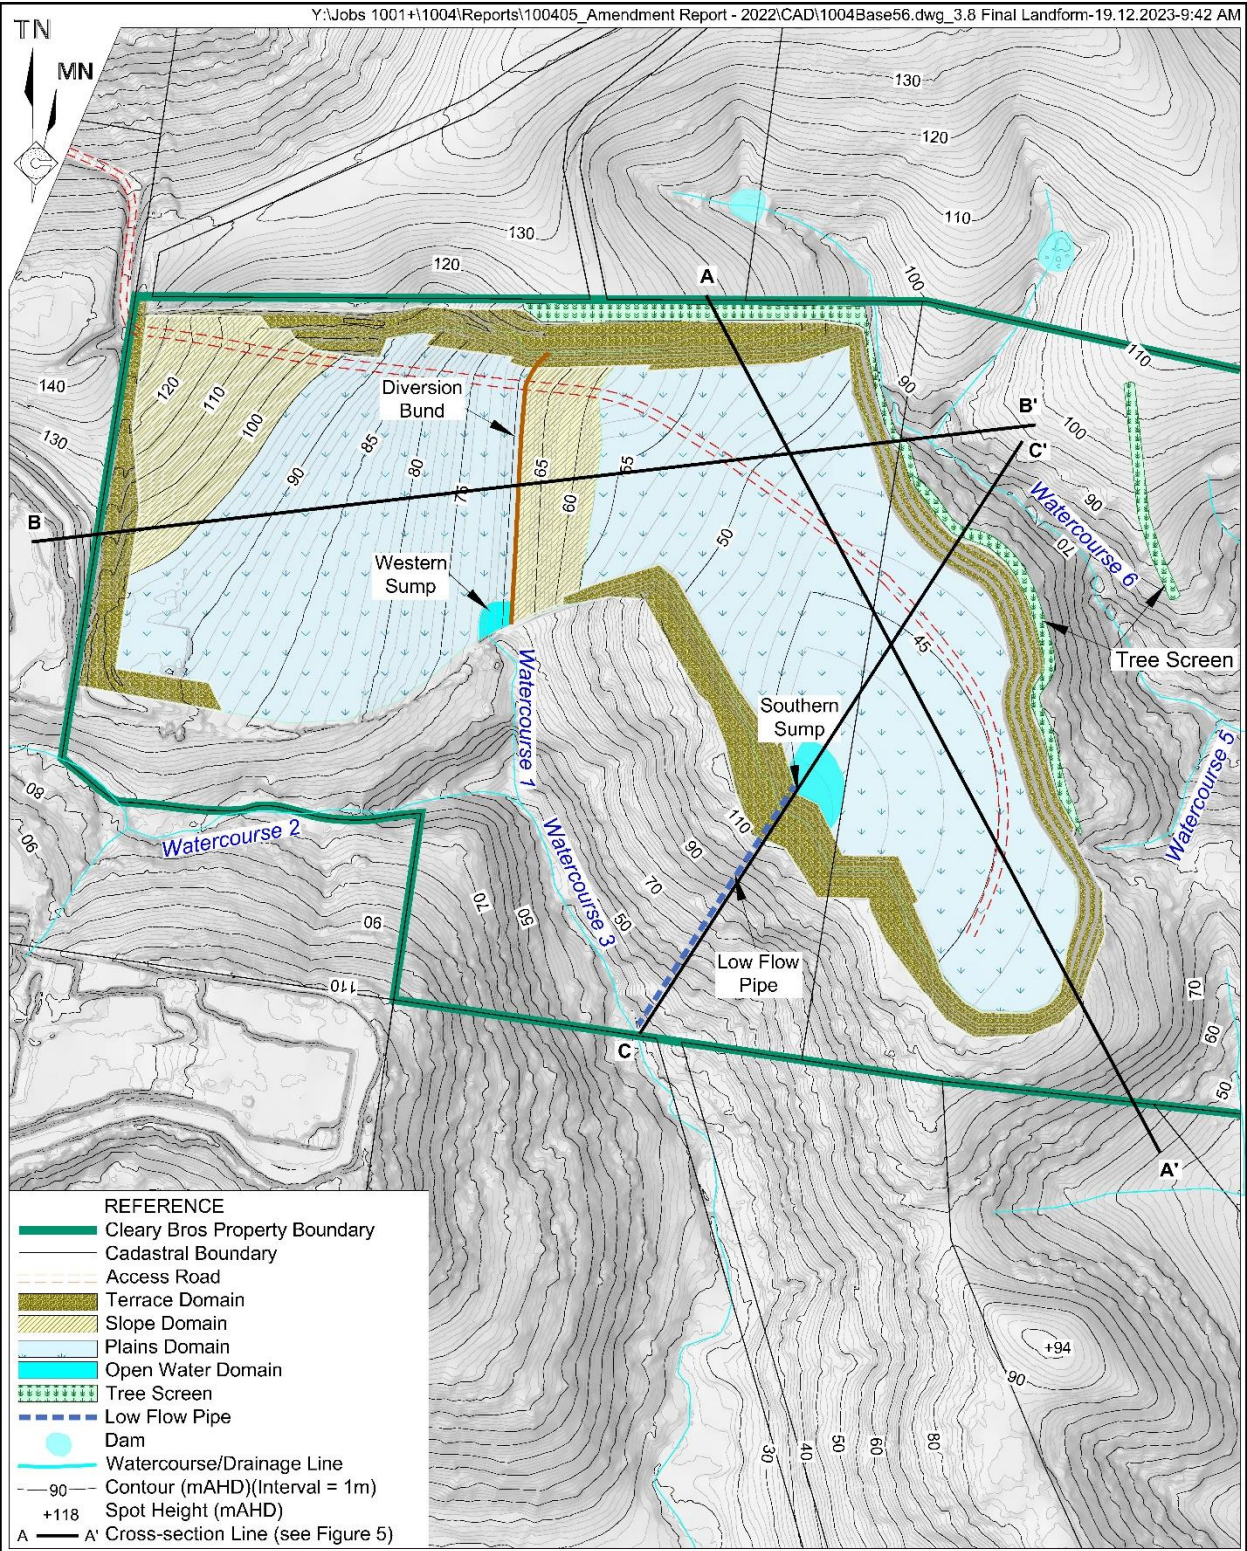 Y:\Jobs 1001+\1004\Reports\100405_Amendment Report - 2022\CAD\1004Base56.dwg_3.8 Final Landform-19.12.2023-9:42 AM
TN
MN
130
120
110
130
100
120
A
110
140
120
110
100
90
Diversion
Bund
130
85
80
75
65
60
55
50
B'
100
C'
90
Watercourse 6
70
B
Western
Sump
45
Tree Screen
Watercourse 1
Southern
Sump
Watercourse 5
80
90
Watercourse 2
Watercourse 3
110
90
70
50
70
50
90
110
Low Flow
Pipe
70
60
50
C
A'
+94
90
30
40
50
60
80
REFERENCE
Cleary Bros Property Boundary
Cadastral Boundary
Access Road
Terrace Domain
Slope Domain
Plains Domain
Open Water Domain
Tree Screen
Low Flow Pipe
Dam
Watercourse/Drainage Line
90 Contour (mAHD)(Interval = 1m)
+118 Spot Height (mAHD)
A A' Cross-section Line (see Figure 5)